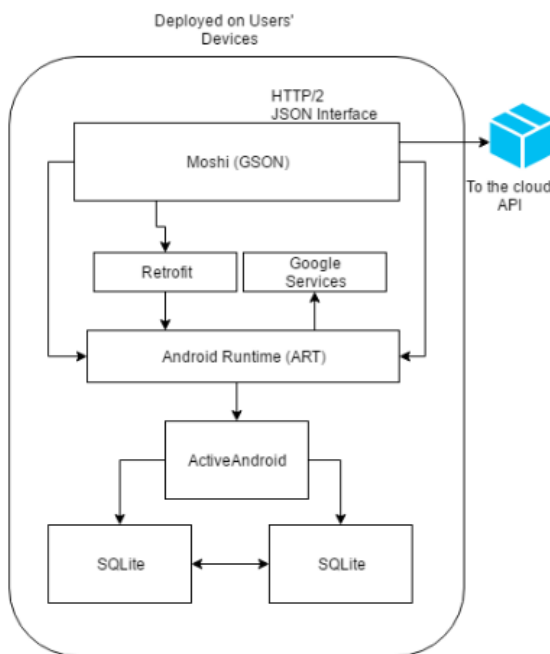 Deployed on Users'
Devices
HTTP/2
JSON Interface
Moshi (GSON)
To the cloud
API
Retrofit
Google
Services
Android Runtime (ART)
ActiveAndroid
SQLite
SQLite